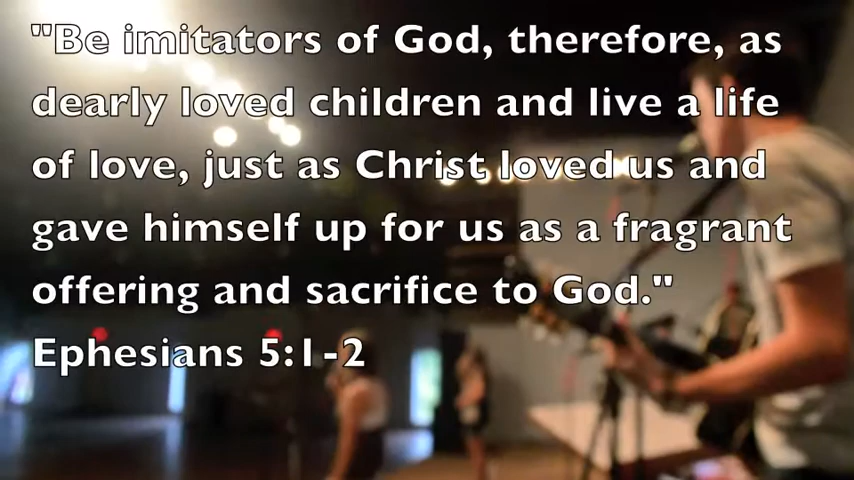 "Be imitators of God, therefore, as
dearly loved children and live a life
of love, just as Christ loved us and
gave himself up for us as a fragrant
offering and sacrifice to God."
Ephesians 5:1-2